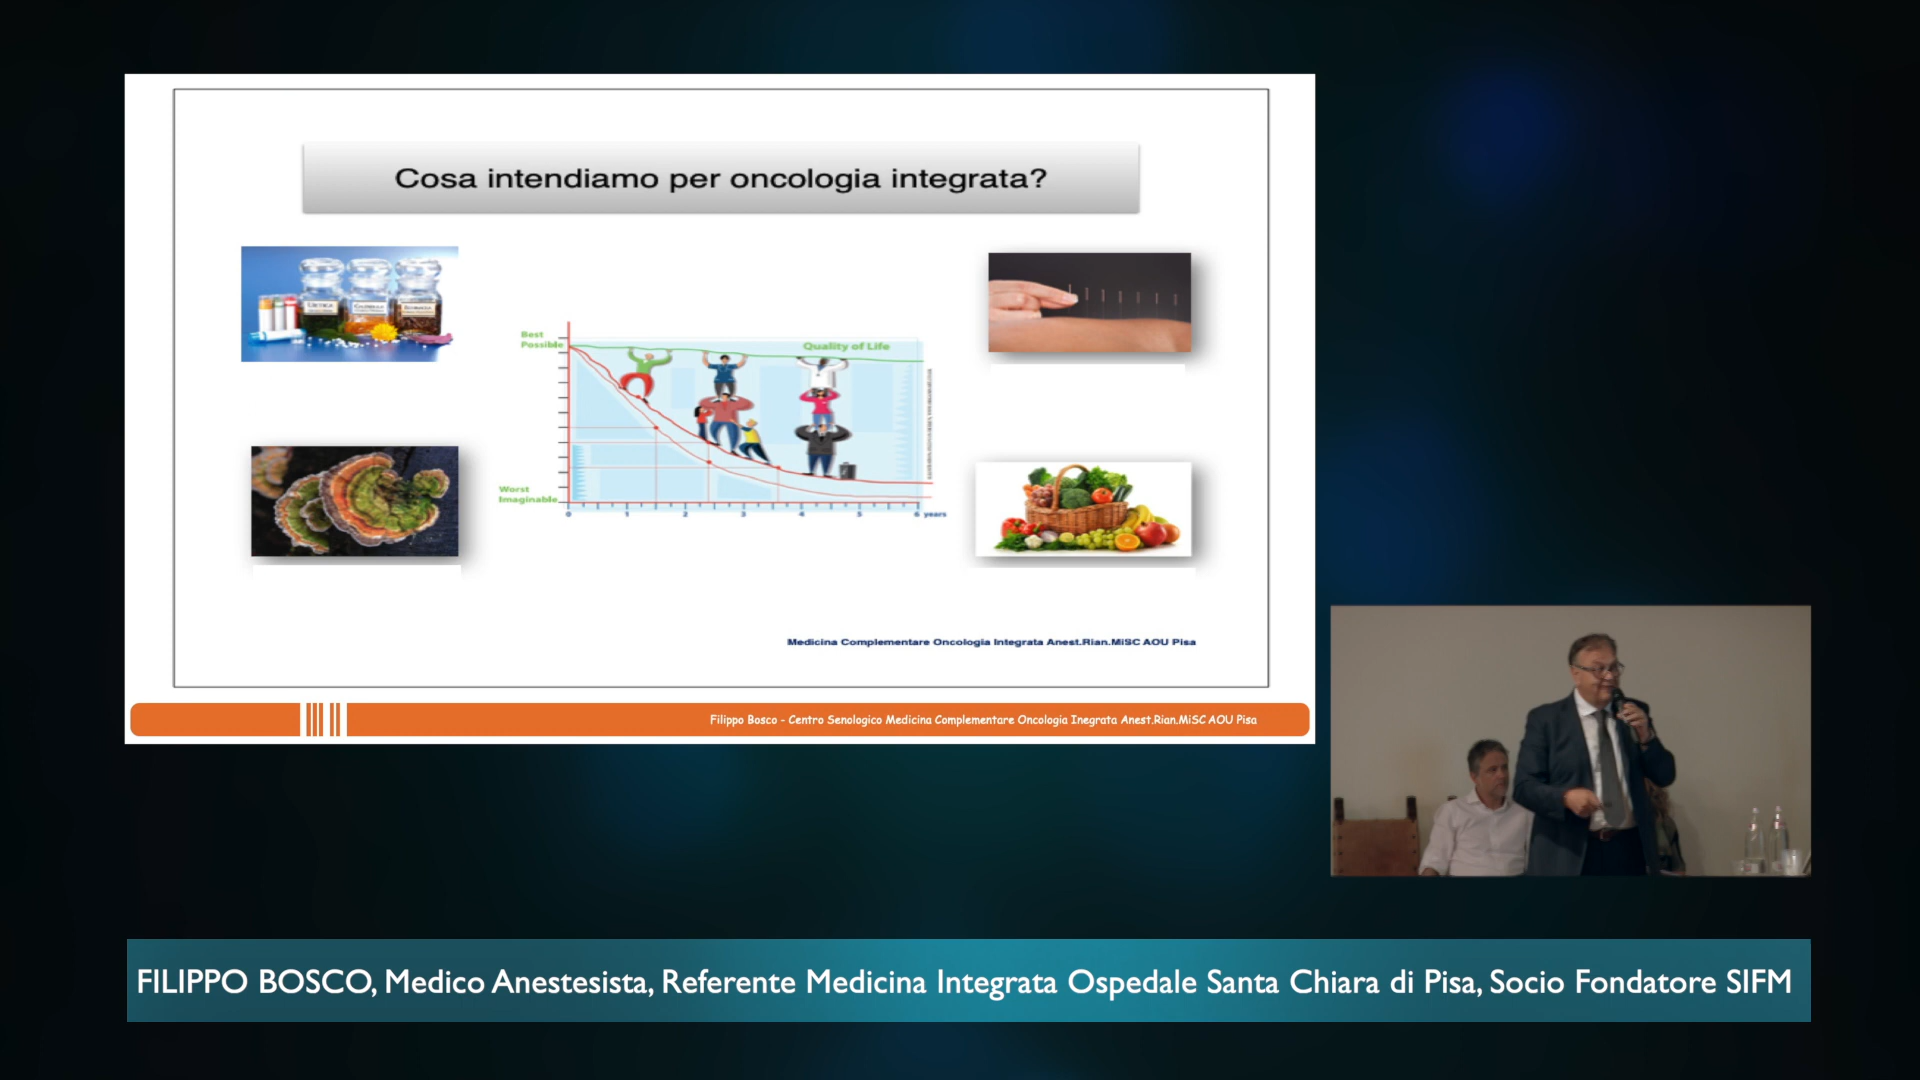 Cosa intendiamo per oncologia integrata?
Best
Possible
Quality of Life
Worst
Imaginable
0 1 2 3 4 5 6 years
Medicina Complementare Oncologia Integrata Anest.Rian.MiSC AOU Pisa
Filippo Bosco - Centro Senologico Medicina Complementare Oncologia Inegrata Anest.Rian.MiSC AOU Pisa
FILIPPO BOSCO, Medico Anestesista, Referente Medicina Integrata Ospedale Santa Chiara di Pisa, Socio Fondatore SIFM